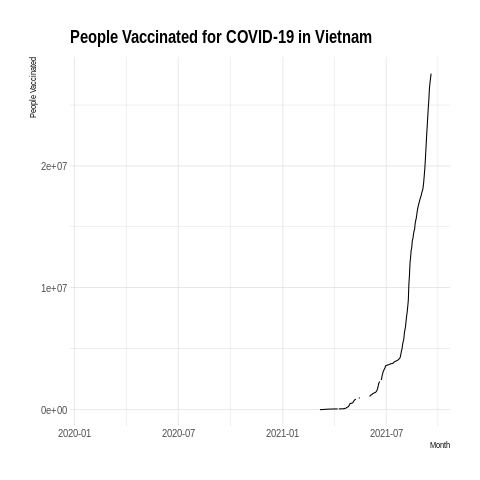 People Vaccinated for COVID-19 in Vietnam
People Vaccinated
2e+07
1e+07
0e+00
2020-01 2020-07 2021-01 2021-07
Month